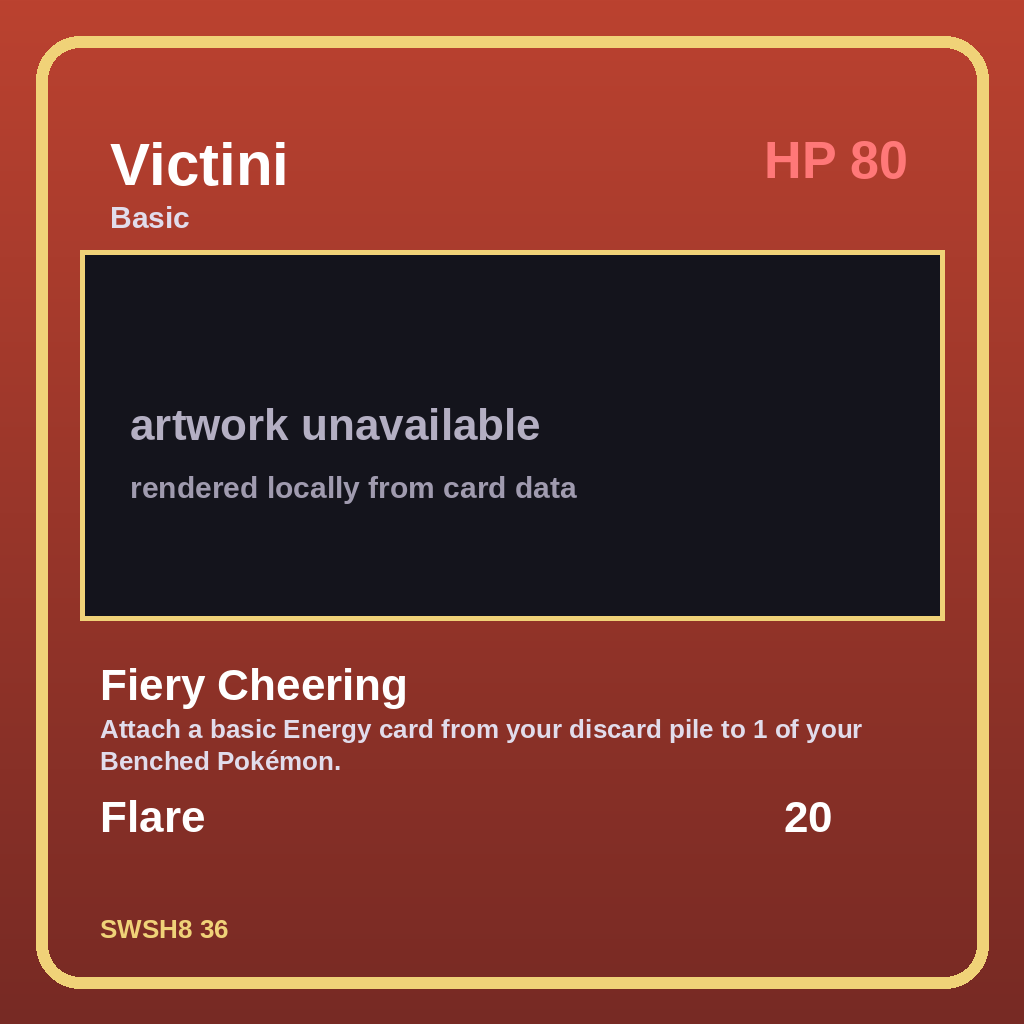 Victini
HP 80
Basic
artwork unavailable
rendered locally from card data
Fiery Cheering
Attach a basic Energy card from your discard pile to 1 of your
Benched Pokémon.
Flare 20
SWSH8 36